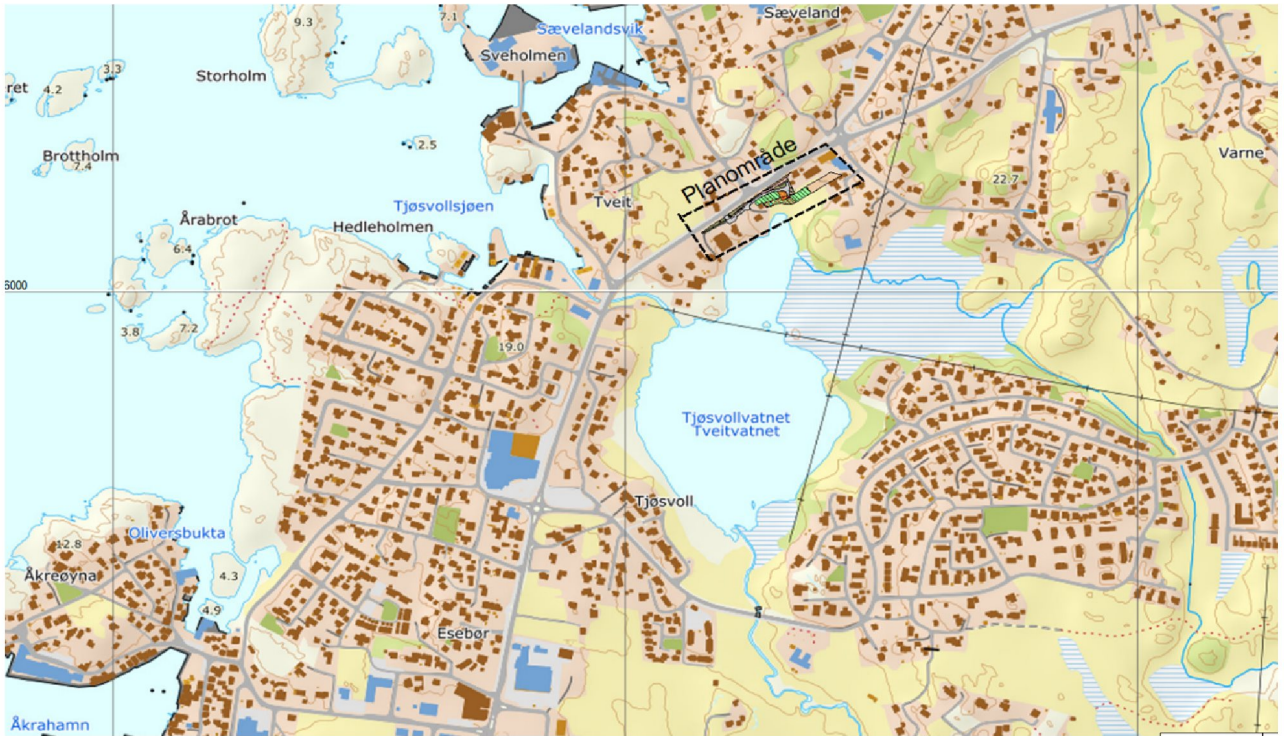 9.3
7.1
Sævelandsvik
Sæveland
Sveholmen
Storholm
3.3
4.2
ret
2.5
Brottholm
7.4
Planområde
Varne
22.7
Tveit
Tjøsvollsjøen
Årabrot
Hedleholmen
6.4
6000
3.8
7.2
19.0
Tjøsvollvatnet
Tveitvatnet
Tjøsvoll
Oliversbukta
12.8
Åkreøyna
4.3
4.9
Esebør
Åkrahamn